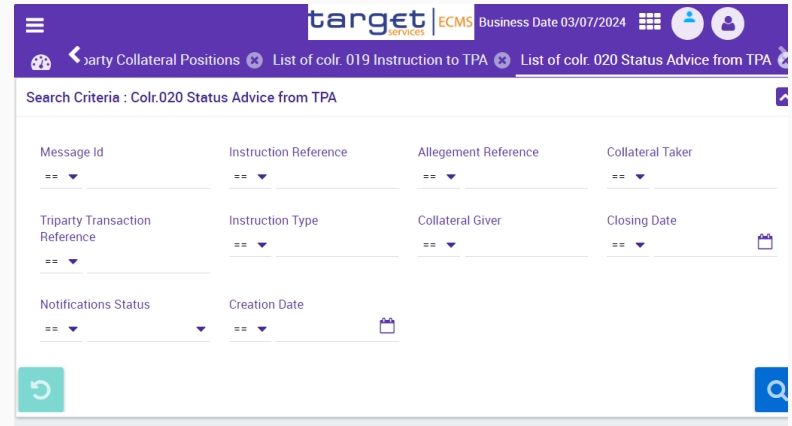 target services | ECMS Business Date 03/07/2024
party Collateral Positions List of colr. 019 Instruction to TPA List of colr. 020 Status Advice from TPA
Search Criteria : Colr.020 Status Advice from TPA
Message Id Instruction Reference Allegement Reference Collateral Taker
== == == ==
Triparty Transaction Reference Instruction Type Collateral Giver Closing Date
== == == ==
Notifications Status Creation Date
== ==